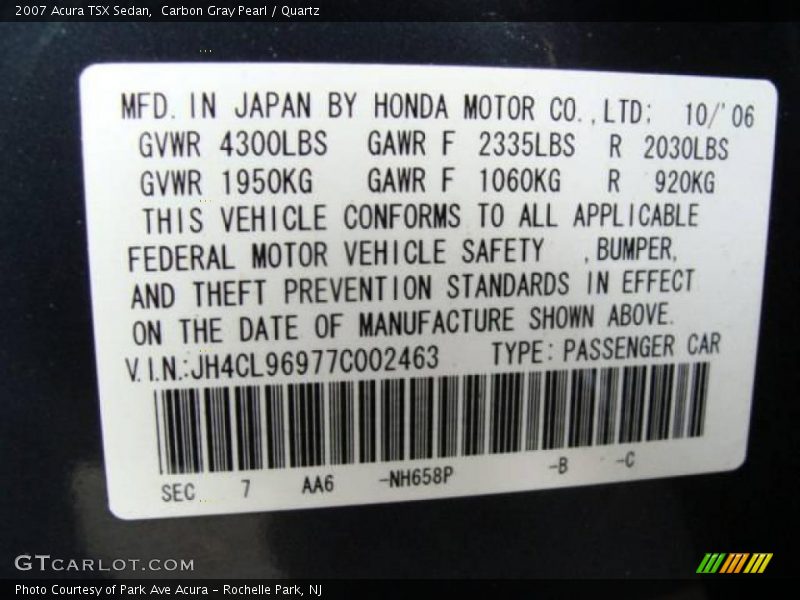 2007 Acura TSX Sedan,  Carbon Gray Pearl / Quartz
MFD. IN JAPAN BY HONDA MOTOR CO.,LTD: 10/'06
GVWR 4300LBS GAWR F 2335LBS R 2030LBS
GVWR 1950KG GAWR F 1060KG R 920KG
THIS VEHICLE CONFORMS TO ALL APPLICABLE
FEDERAL MOTOR VEHICLE SAFETY ,BUMPER,
AND THEFT PREVENTION STANDARDS IN EFFECT
ON THE DATE OF MANUFACTURE SHOWN ABOVE.
V.I.N.:JH4CL96977C002463 TYPE:PASSENGER CAR
SEC 7 AA6 -NH658P -B -C
GTCARLOT.COM
Photo Courtesy of Park Ave Acura - Rochelle Park, NJ